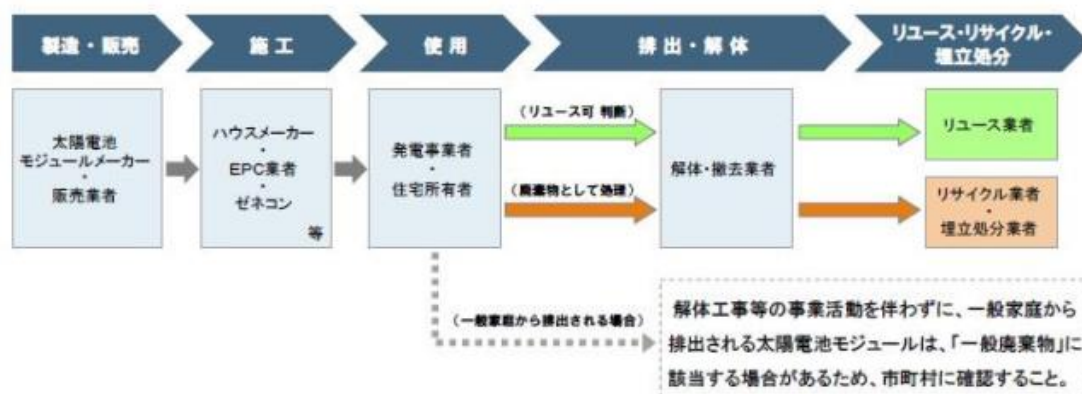 製造・販売
施工
使用
排出・解体
リユース・リサイクル・
埋立処分
太陽電池
モジュールメーカー
・
販売業者
ハウスメーカー
・
EPC業者
・
ゼネコン
等
発電事業者
・
住宅所有者
（リユース可 判断）
（廃棄物として処理）
解体・撤去業者
リユース業者
リサイクル業者
・
埋立処分業者
（一般家庭から排出される場合）
解体工事等の事業活動を伴わずに、一般家庭から
排出される太陽電池モジュールは、「一般廃棄物」に
該当する場合があるため、市町村に確認すること。